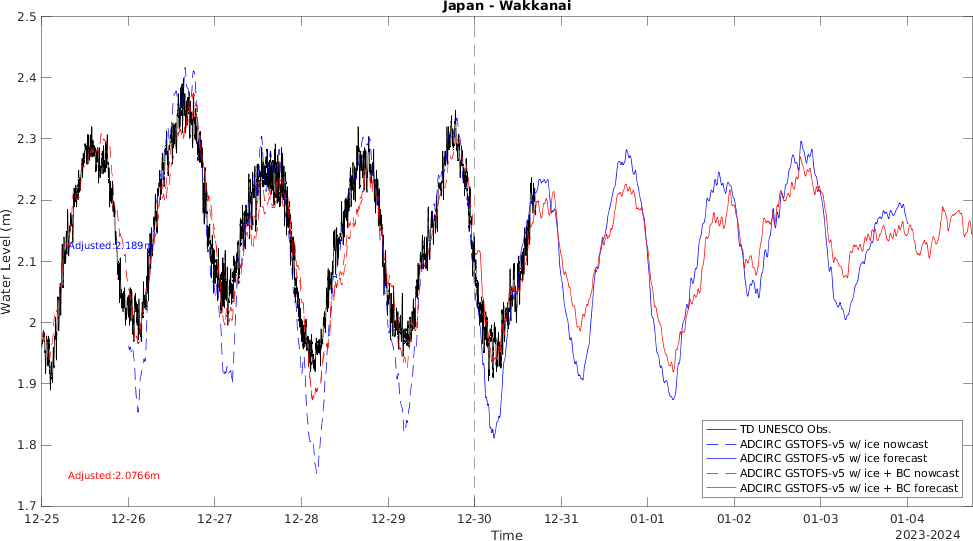 Japan - Wakkanai
2.5
2.4
2.3
2.2
2.1
2
1.9
1.8
1.7
Water Level (m)
Adjusted:2.189m
Adjusted:2.0766m
TD UNESCO Obs.
ADCIRC GSTOFS-v5 w/ ice nowcast
ADCIRC GSTOFS-v5 w/ ice forecast
ADCIRC GSTOFS-v5 w/ ice + BC nowcast
ADCIRC GSTOFS-v5 w/ ice + BC forecast
12-25 12-26 12-27 12-28 12-29 12-30 12-31 01-01 01-02 01-03 01-04
Time
2023-2024